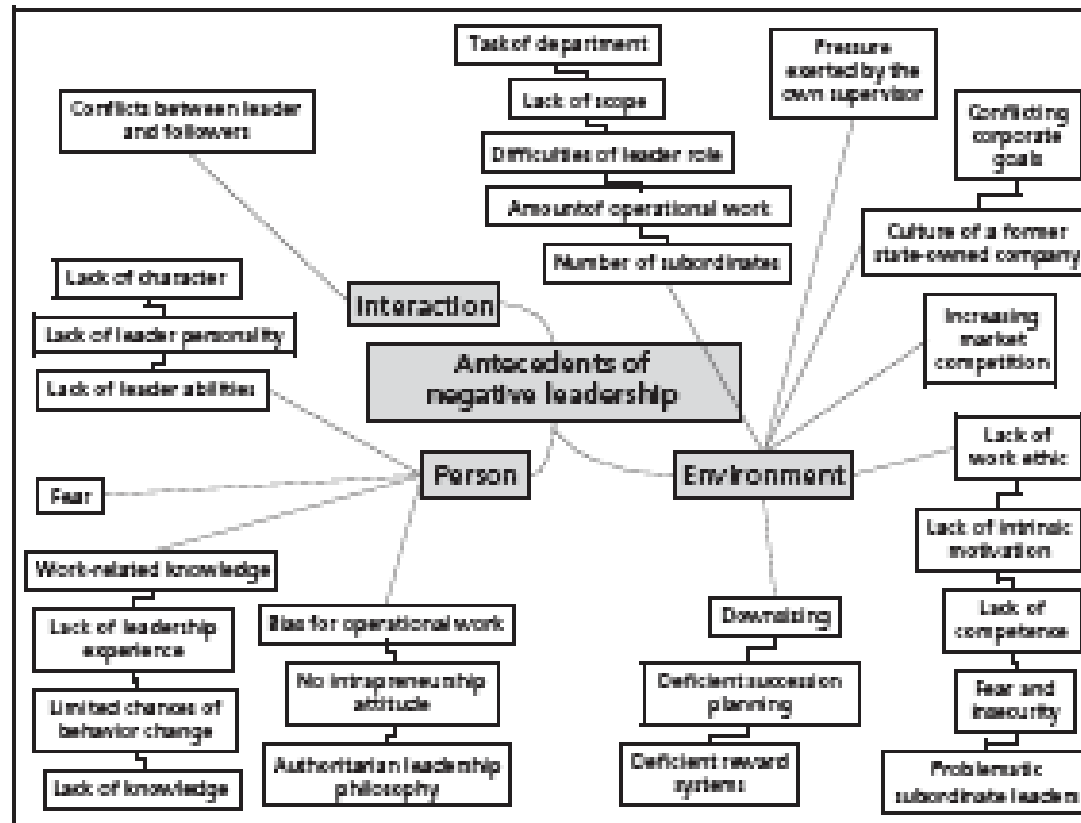 Task of department
Lack of scope
Difficulties of leader role
Amountof operational work
Number of subordinates
Pressure
exerted by the
own supervisor
Conflicting
corporate
goals
Culture of a former
state-owned company
Conflicts between leader
and followers
Lack of character
Lack of leader personality
Lack of leader abilities
Interaction
Antecedents of
negative leadership
Increasing
market
competition
Person
Environment
Lack of
work ethic
Fear
Lack of intrinsic
motivation
Work-related knowledge
Lack of leadership
experience
Limited chances of
behavior change
Lack of knowledge
Bias for operational work
No intrapreneurship
attitude
Authoritarian leadership
philosophy
Downsizing
Deficient succession
planning
Deficient reward
systems
Lack of
competence
Fear and
insecurity
Problematic
subordinate leaders